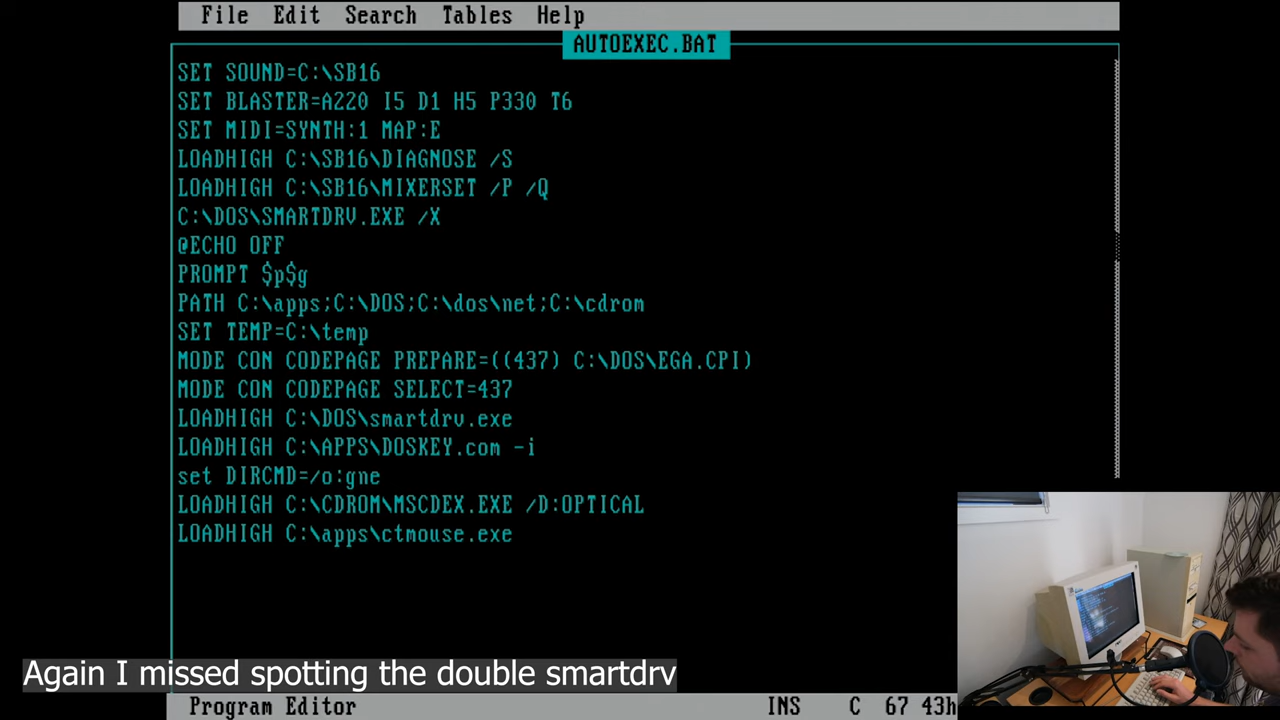 File Edit Search Tables Help
AUTOEXEC.BAT
SET SOUND=C:\SB16
SET BLASTER=A220 I5 D1 H5 P330 T6
SET MIDI=SYNTH:1 MAP:E
LOADHIGH C:\SB16\DIAGNOSE /S
LOADHIGH C:\SB16\MIXERSET /P /Q
C:\DOS\SMARTDRV.EXE /X
@ECHO OFF
PROMPT $p$g
PATH C:\apps;C:\DOS;C:\dos\net;C:\cdrom
SET TEMP=C:\temp
MODE CON CODEPAGE PREPARE=((437) C:\DOS\EGA.CPI)
MODE CON CODEPAGE SELECT=437
LOADHIGH C:\DOS\smartdrv.exe
LOADHIGH C:\APPS\DOSKEY.com -i
set DIRCMD=/o:gne
LOADHIGH C:\CDROM\MSCDEX.EXE /D:OPTICAL
LOADHIGH C:\apps\ctmouse.exe
Again I missed spotting the double smartdrv
Program Editor INS C 67 43h